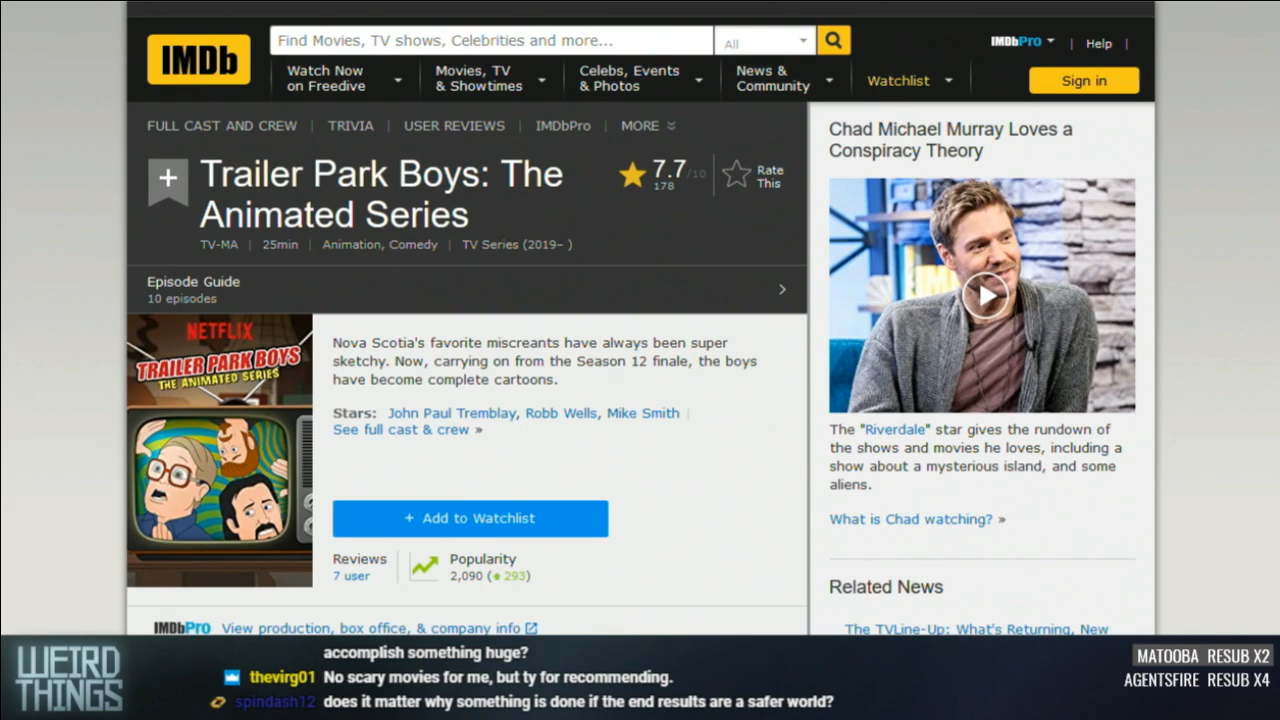 IMDb
Find Movies, TV shows, Celebrities and more...
All
IMDbPro
|
Help
|
Watch Now
on Freedive
Movies, TV
& Showtimes
Celebs, Events
& Photos
News &
Community
Watchlist
Sign in
FULL CAST AND CREW | TRIVIA | USER REVIEWS | IMDbPro | MORE
+
Trailer Park Boys: The
Animated Series
7.7/10
178
Rate
This
TV-MA | 25min | Animation, Comedy | TV Series (2019– )
Episode Guide
10 episodes
NETFLIX
TRAILER PARK BOYS
THE ANIMATED SERIES
Nova Scotia's favorite miscreants have always been super
sketchy. Now, carrying on from the Season 12 finale, the boys
have become complete cartoons.
Stars: John Paul Tremblay, Robb Wells, Mike Smith |
See full cast & crew »
+ Add to Watchlist
Reviews
7 user
Popularity
2,090 (293)
IMDbPro View production, box office, & company info
Chad Michael Murray Loves a
Conspiracy Theory
The "Riverdale" star gives the rundown of
the shows and movies he loves, including a
show about a mysterious island, and some
aliens.
What is Chad watching? »
Related News
The TVLine-Up: What's Returning, New
WEIRD
THINGS
accomplish something huge?
thevirg01 No scary movies for me, but ty for recommending.
spindash12 does it matter why something is done if the end results are a safer world?
MATOOBA RESUB X2
AGENTSFIRE RESUB X4